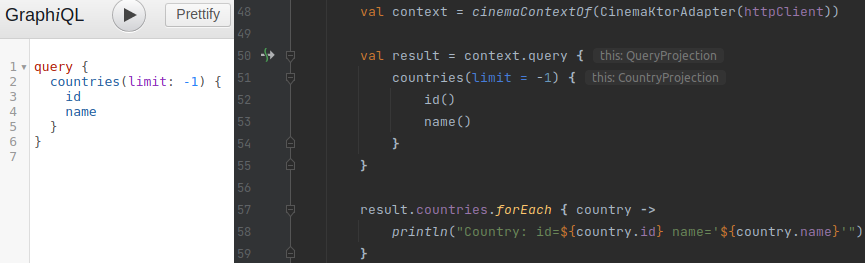 GraphiQL
Prettify
1 query {
2 countries(limit: -1) {
3 id
4 name
5 }
6 }
7
48 val context = cinemaContextOf(CinemaKtorAdapter(httpClient))
49
50 val result = context.query { this: QueryProjection
51 countries(limit = -1) { this: CountryProjection
52 id()
53 name()
54 }
55 }
56
57 result.countries.forEach { country ->
58 println("Country: id=${country.id} name='${country.name}'")
59 }